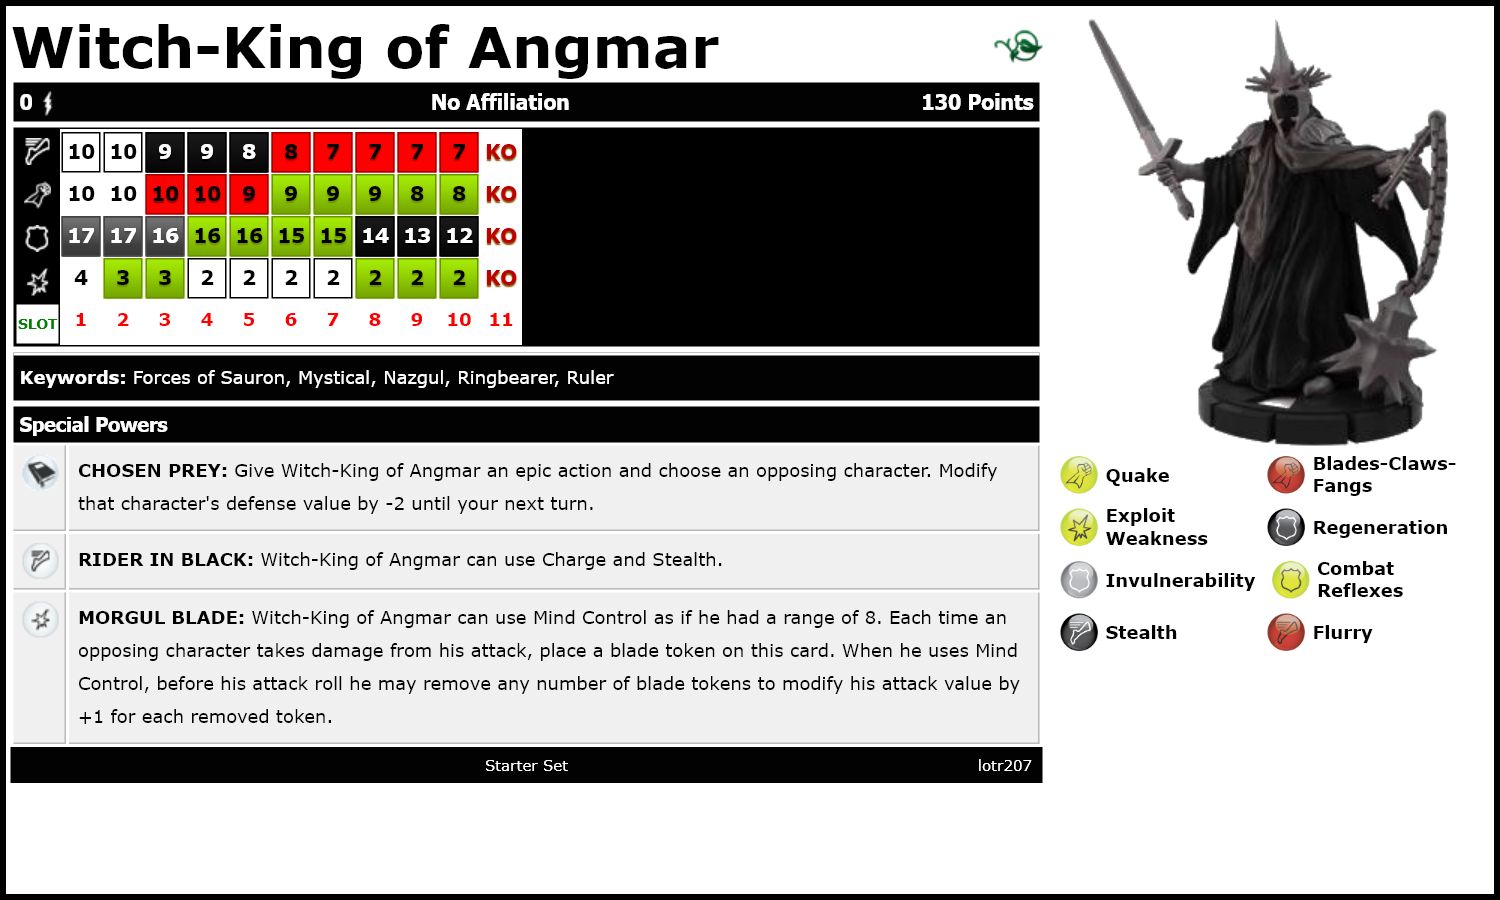 Witch-King of Angmar
0 No Affiliation 130 Points
10 10 9 9 8 8 7 7 7 7 KO
10 10 10 10 9 9 9 9 8 8 KO
17 17 16 16 16 15 15 14 13 12 KO
4 3 3 2 2 2 2 2 2 2 KO
SLOT 1 2 3 4 5 6 7 8 9 10 11
Keywords: Forces of Sauron, Mystical, Nazgul, Ringbearer, Ruler
Special Powers
CHOSEN PREY: Give Witch-King of Angmar an epic action and choose an opposing character. Modify
that character's defense value by -2 until your next turn.
RIDER IN BLACK: Witch-King of Angmar can use Charge and Stealth.
MORGUL BLADE: Witch-King of Angmar can use Mind Control as if he had a range of 8. Each time an
opposing character takes damage from his attack, place a blade token on this card. When he uses Mind
Control, before his attack roll he may remove any number of blade tokens to modify his attack value by
+1 for each removed token.
Starter Set lotr207
Quake
Blades-Claws-
Fangs
Exploit
Weakness
Regeneration
Invulnerability
Combat
Reflexes
Stealth
Flurry